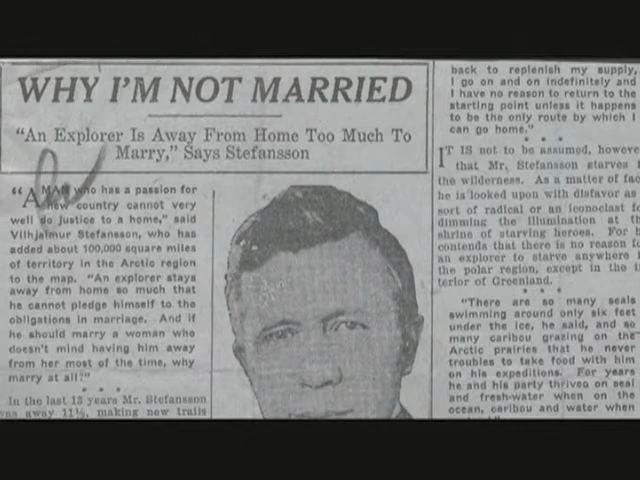 WHY I'M NOT MARRIED
"An Explorer Is Away From Home Too Much To
Marry," Says Stefansson
"A MAN who has a passion for
new country cannot very
well do justice to a home," said
Vilhjalmur Stefansson, who has
added about 100,000 square miles
of territory in the Arctic region
to the map. "An explorer stays
away from home so much that
he cannot pledge himself to the
obligations in marriage. And if
he should marry a woman who
doesn't mind having him away
from her most of the time, why
marry at all?"
* * *
In the last 13 years Mr. Stefansson
was away 11½, making new trails
back to replenish my supply,
I go on and on indefinitely and
I have no reason to return to the
starting point unless it happens
to be the only route by which I
can go home."
* * *
IT IS not to be assumed, howeve
that Mr. Stefansson starves i
the wilderness. As a matter of fac
he is looked upon with disfavor as
sort of radical or an iconoclast fo
dimming the illumination at t
shrine of starving heroes. For h
contends that there is no reason t
an explorer to starve anywhere i
the polar region, except in the i
terior of Greenland.
* * *
"There are so many seals
swimming around only six feet
under the ice, he said, and so
many caribou grazing on the
Arctic prairies that he never
troubles to take food with him
on his expeditions. For years
he and his party thrived on seal
and fresh-water when on the
ocean, caribou and water when